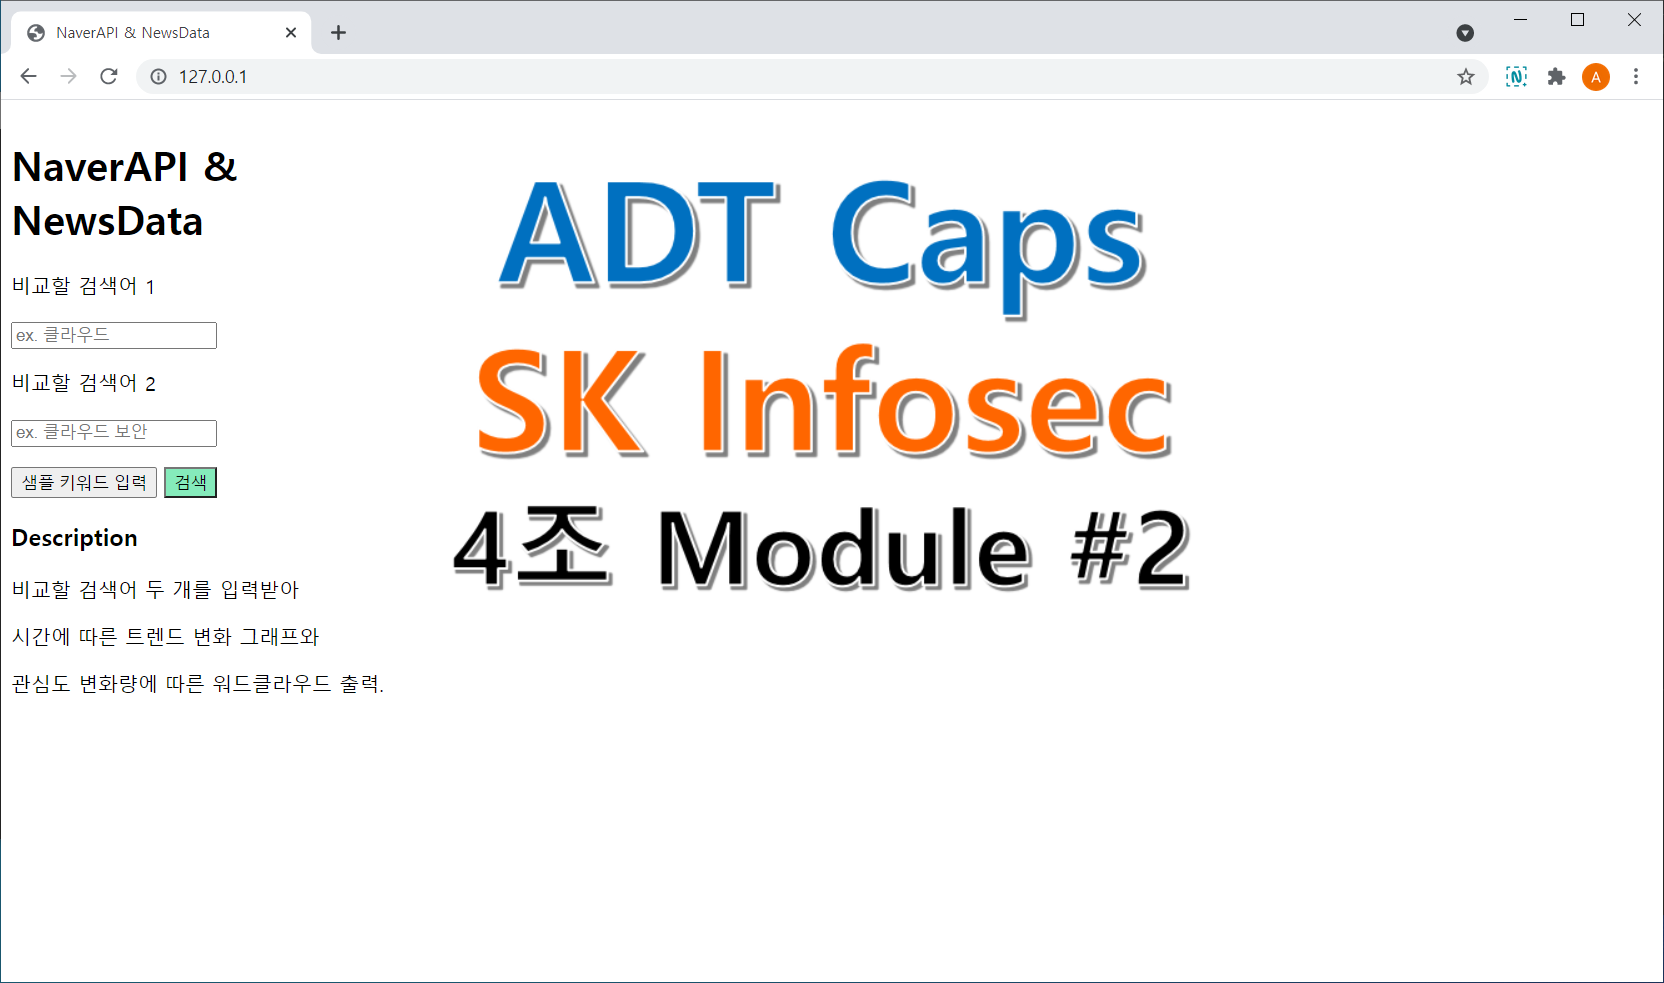 NaverAPI & NewsData
127.0.0.1
A
NaverAPI &
NewsData
비교할 검색어 1
ex. 클라우드
비교할 검색어 2
ex. 클라우드 보안
샘플 키워드 입력 검색
Description
비교할 검색어 두 개를 입력받아
시간에 따른 트렌드 변화 그래프와
관심도 변화량에 따른 워드클라우드 출력.
ADT Caps
SK Infosec
4조 Module #2